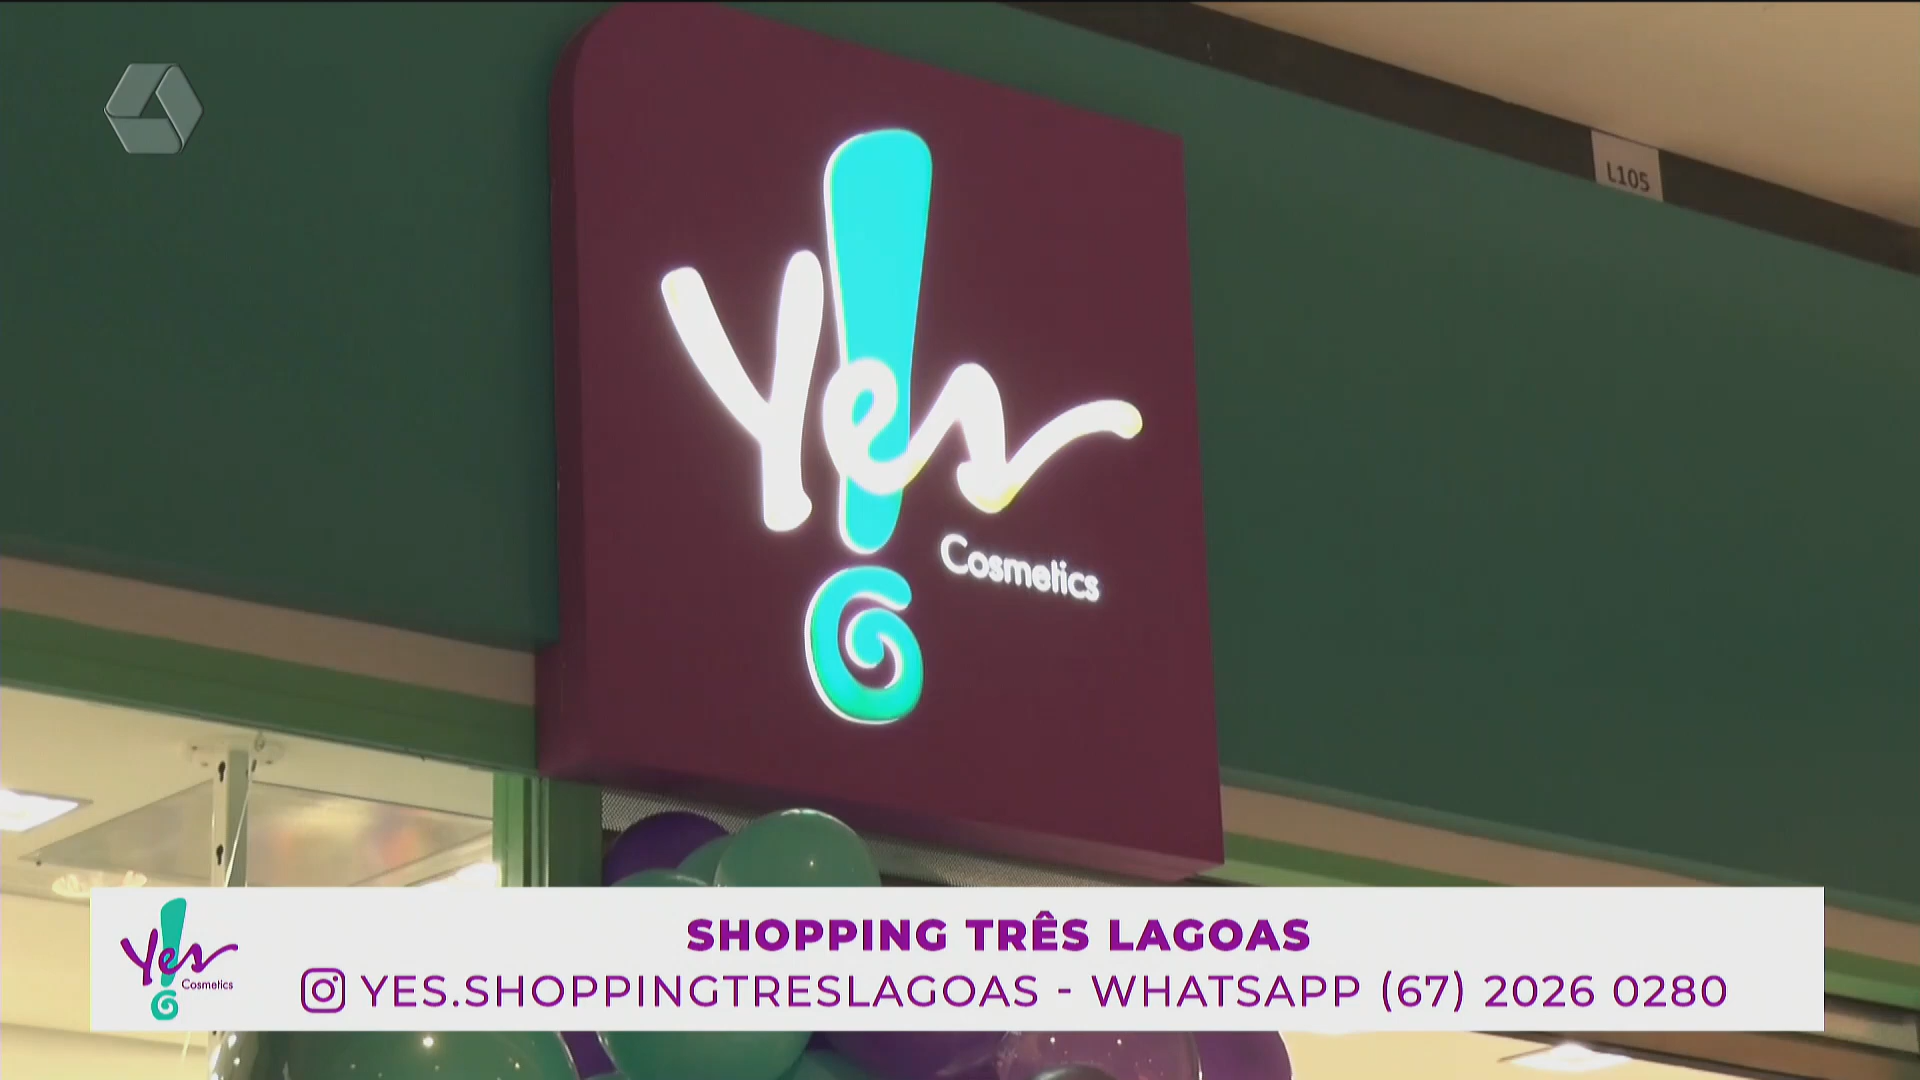 L105
Yes!
Cosmetics
SHOPPING TRÊS LAGOAS
Yes!
Cosmetics
YES.SHOPPINGTRESLAGOAS - WHATSAPP (67) 2026 0280